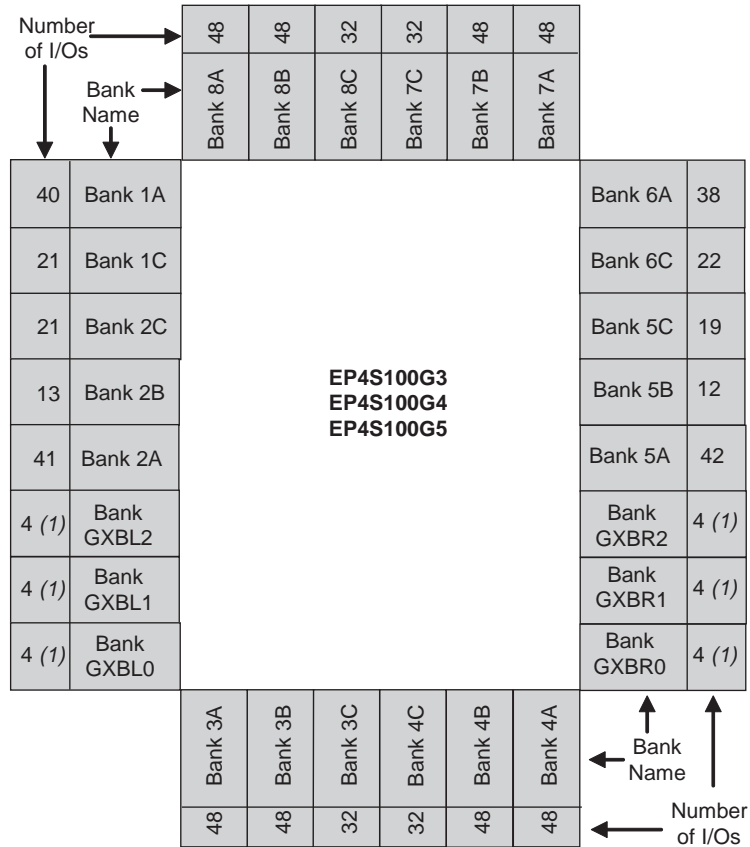 Number
of I/Os
48 48 32 32 48 48
Bank
Name
Bank 8A Bank 8B Bank 8C Bank 7C Bank 7B Bank 7A
40 Bank 1A
21 Bank 1C
21 Bank 2C
13 Bank 2B
41 Bank 2A
4 (1) Bank
GXBL2
4 (1) Bank
GXBL1
4 (1) Bank
GXBL0
EP4S100G3
EP4S100G4
EP4S100G5
Bank 6A 38
Bank 6C 22
Bank 5C 19
Bank 5B 12
Bank 5A 42
Bank
GXBR2 4 (1)
Bank
GXBR1 4 (1)
Bank
GXBR0 4 (1)
Bank 3A Bank 3B Bank 3C Bank 4C Bank 4B Bank 4A
Bank
Name
48 48 32 32 48 48
Number
of I/Os